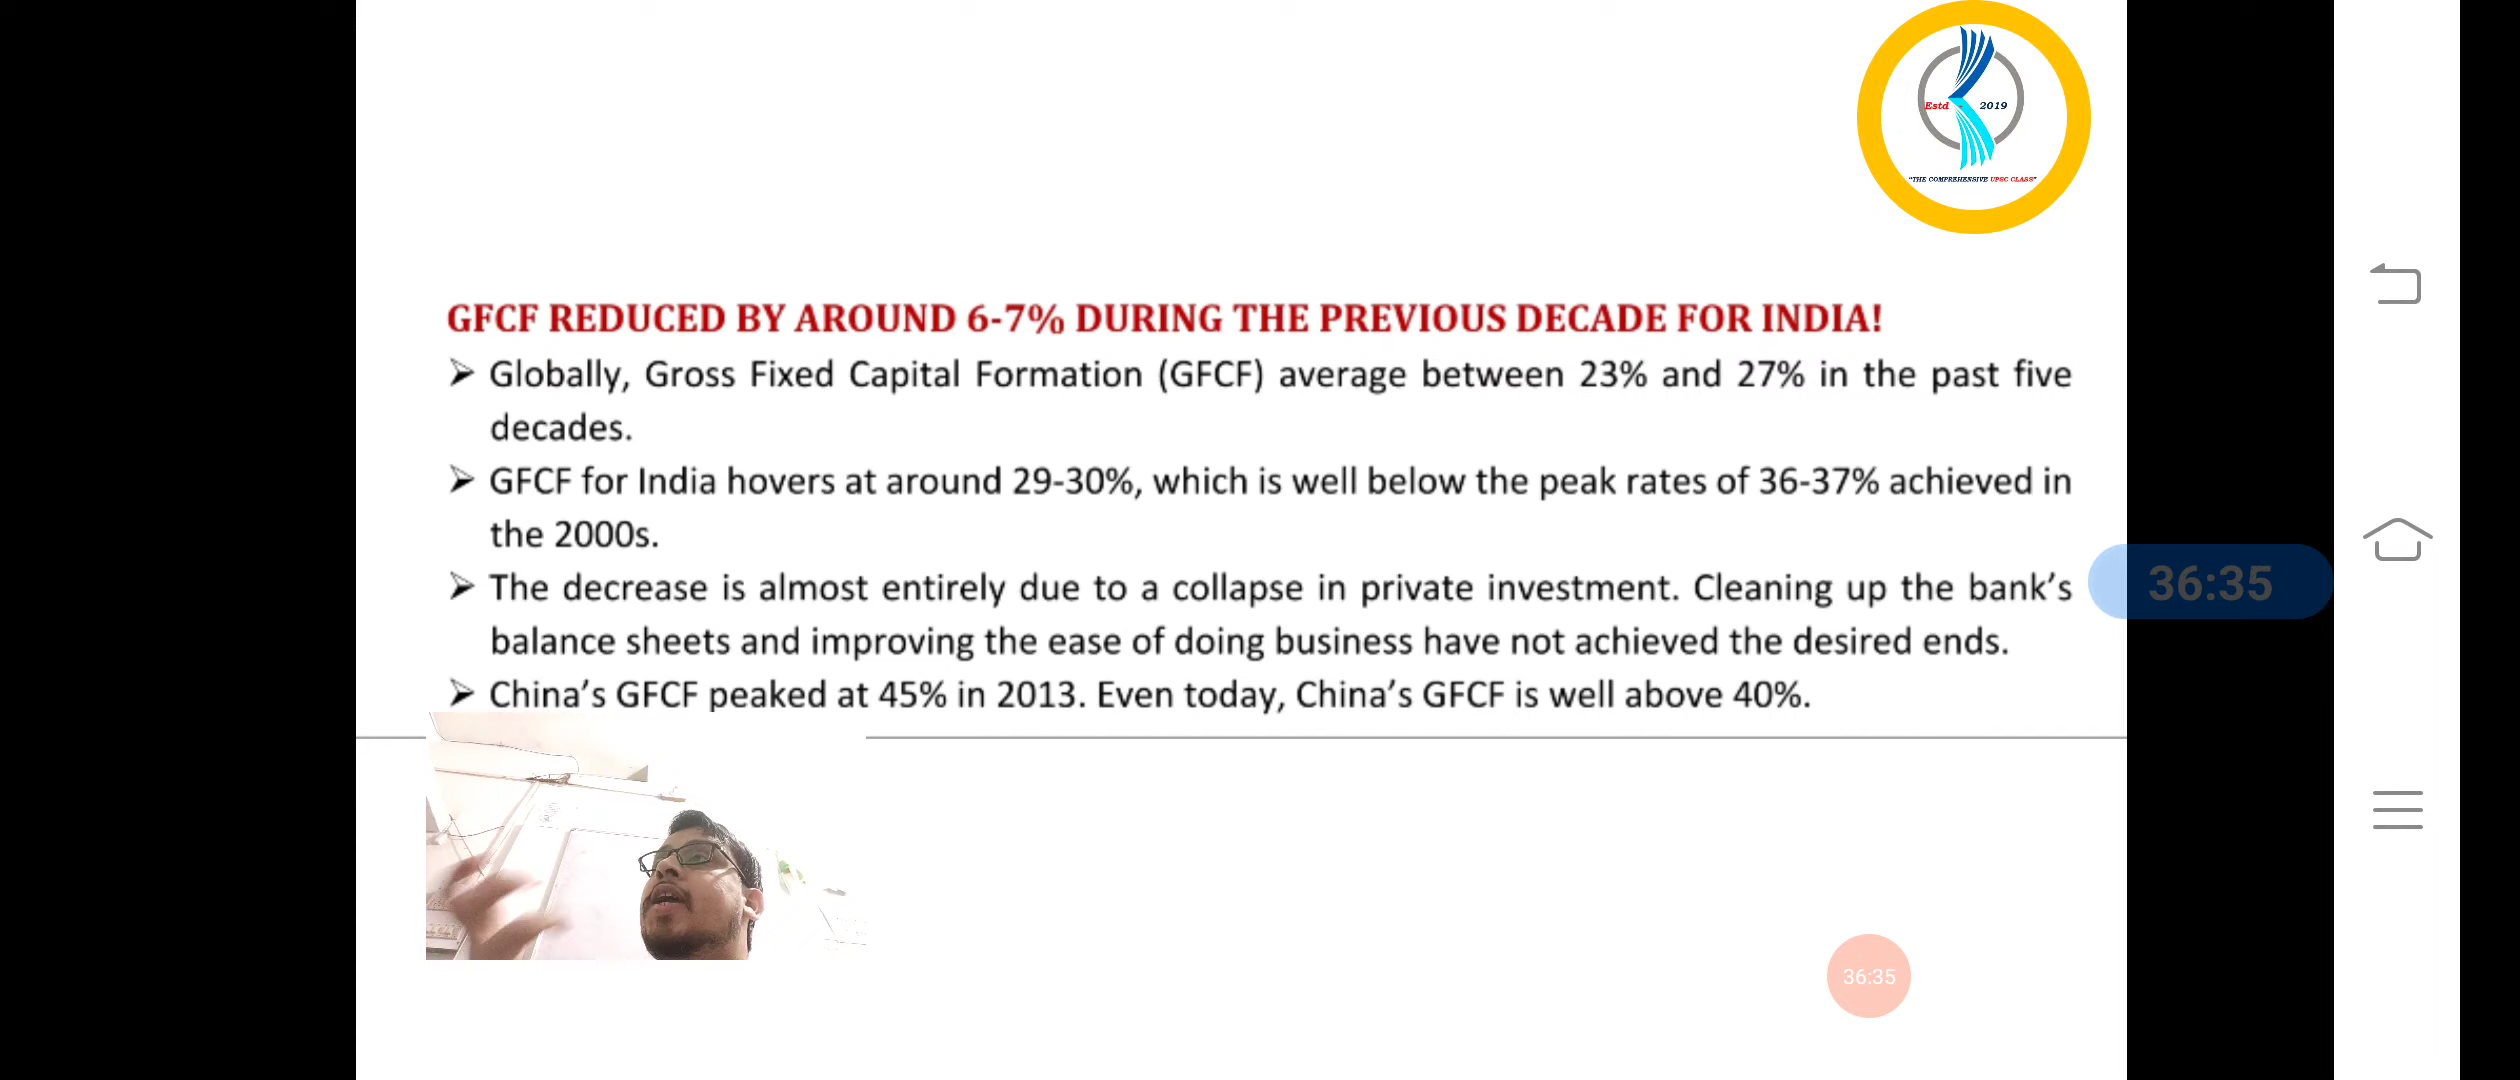 Estd - 2019
"THE COMPREHENSIVE UPSC CLASS"
GFCF REDUCED BY AROUND 6-7% DURING THE PREVIOUS DECADE FOR INDIA!
➤ Globally, Gross Fixed Capital Formation (GFCF) average between 23% and 27% in the past five
decades.
➤ GFCF for India hovers at around 29-30%, which is well below the peak rates of 36-37% achieved in
the 2000s.
➤ The decrease is almost entirely due to a collapse in private investment. Cleaning up the bank's
balance sheets and improving the ease of doing business have not achieved the desired ends.
➤ China's GFCF peaked at 45% in 2013. Even today, China's GFCF is well above 40%.
36:35
36:35